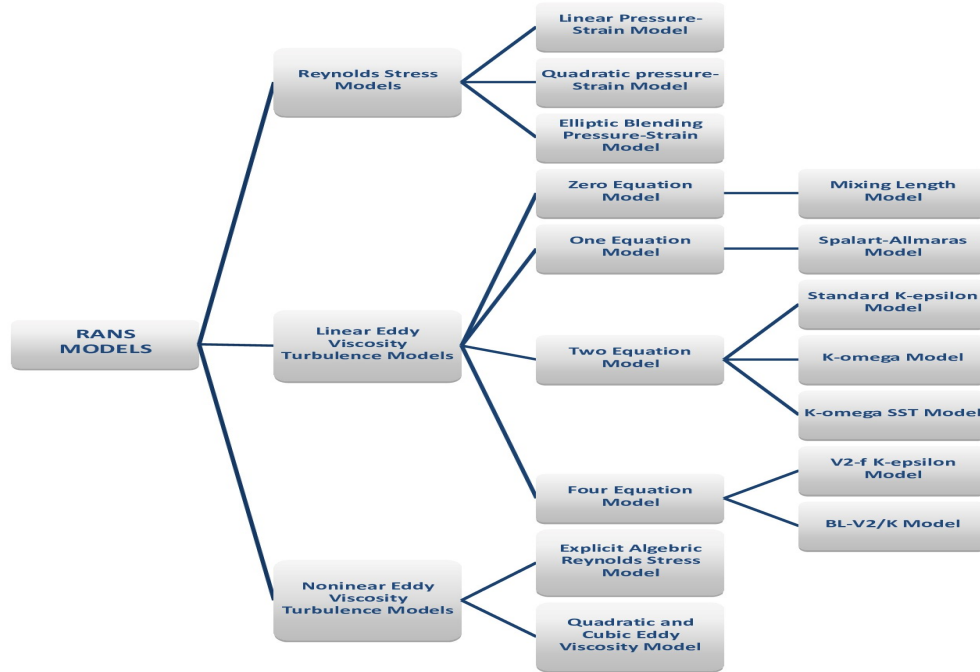 RANS
MODELS
Reynolds Stress
Models
Linear Pressure-
Strain Model
Quadratic pressure-
Strain Model
Elliptic Blending
Pressure-Strain
Model
Linear Eddy
Viscosity
Turbulence Models
Zero Equation
Model
Mixing Length
Model
One Equation
Model
Spalart-Allmaras
Model
Two Equation
Model
Standard K-epsilon
Model
K-omega Model
K-omega SST Model
Four Equation Model
V2-f K-epsilon
Model
BL-V2/K Model
Noninear Eddy
Viscosity
Turbulence Models
Explicit Algebric
Reynolds Stress
Model
Quadratic and
Cubic Eddy
Viscosity Model